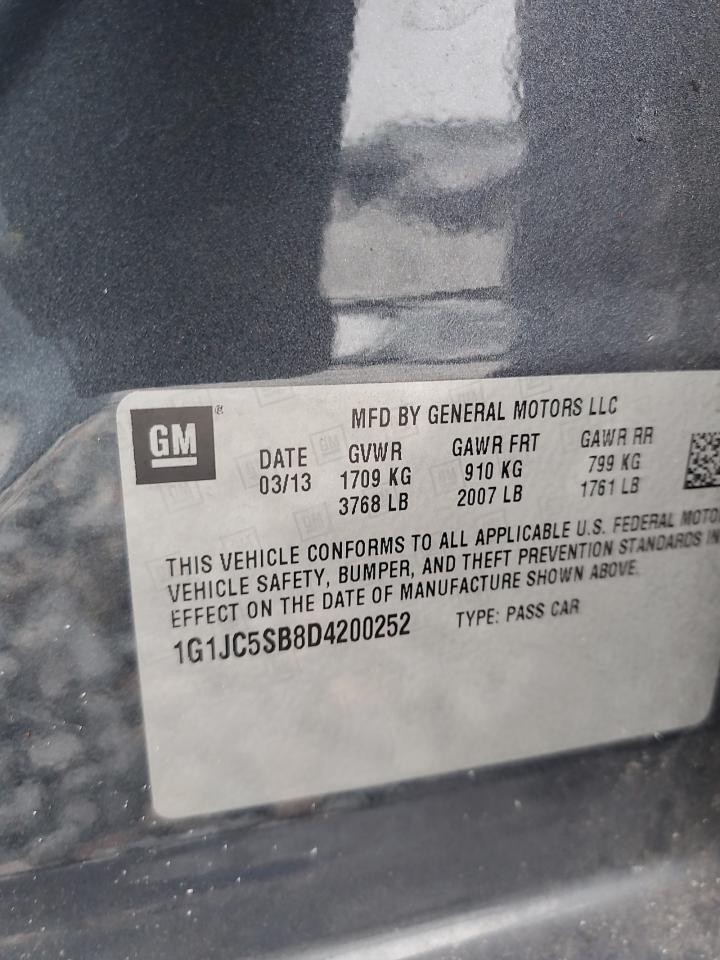 GM ®
MFD BY GENERAL MOTORS LLC
DATE GVWR GAWR FRT GAWR RR
03/13 1709 KG 910 KG 799 KG
3768 LB 2007 LB 1761 LB
THIS VEHICLE CONFORMS TO ALL APPLICABLE U.S. FEDERAL MOTO
VEHICLE SAFETY, BUMPER, AND THEFT PREVENTION STANDARDS IN
EFFECT ON THE DATE OF MANUFACTURE SHOWN ABOVE.
1G1JC5SB8D4200252 TYPE: PASS CAR